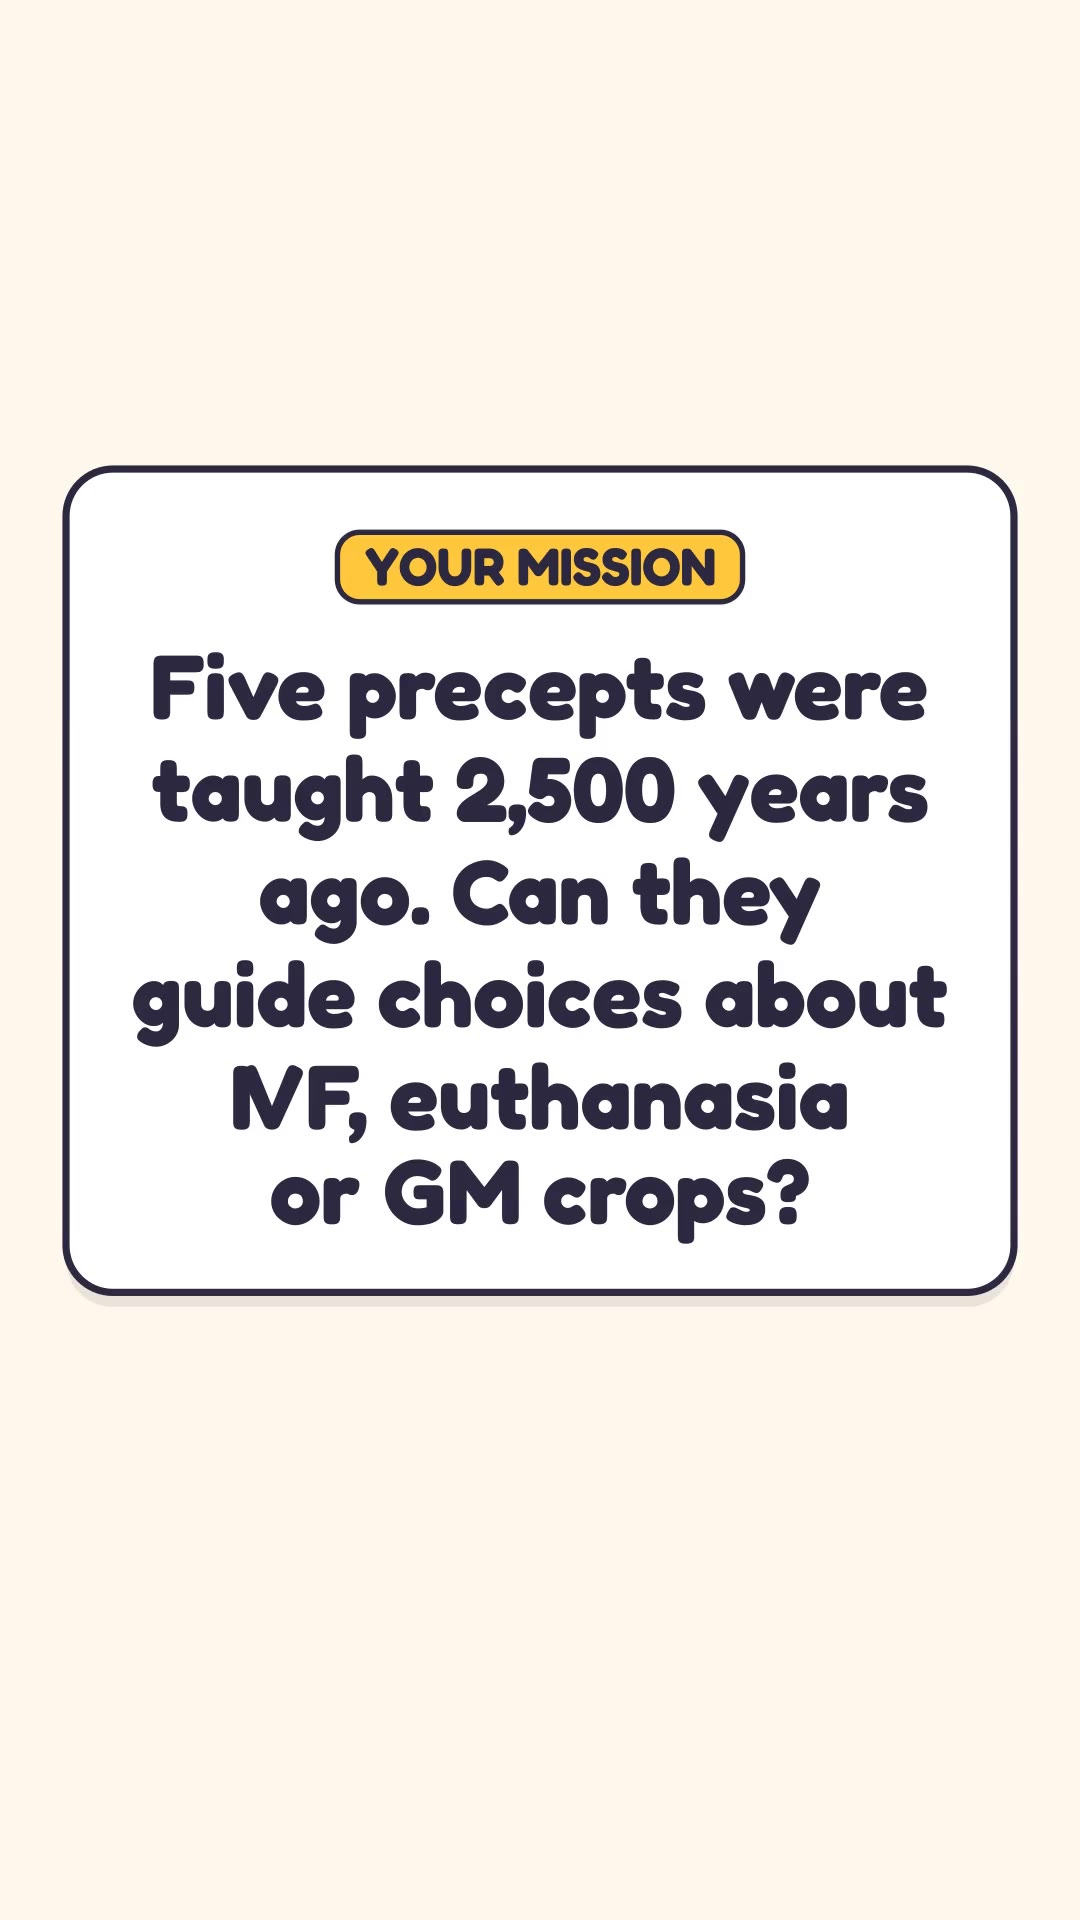 YOUR MISSION
Five precepts were
taught 2,500 years
ago. Can they
guide choices about
IVF, euthanasia
or GM crops?